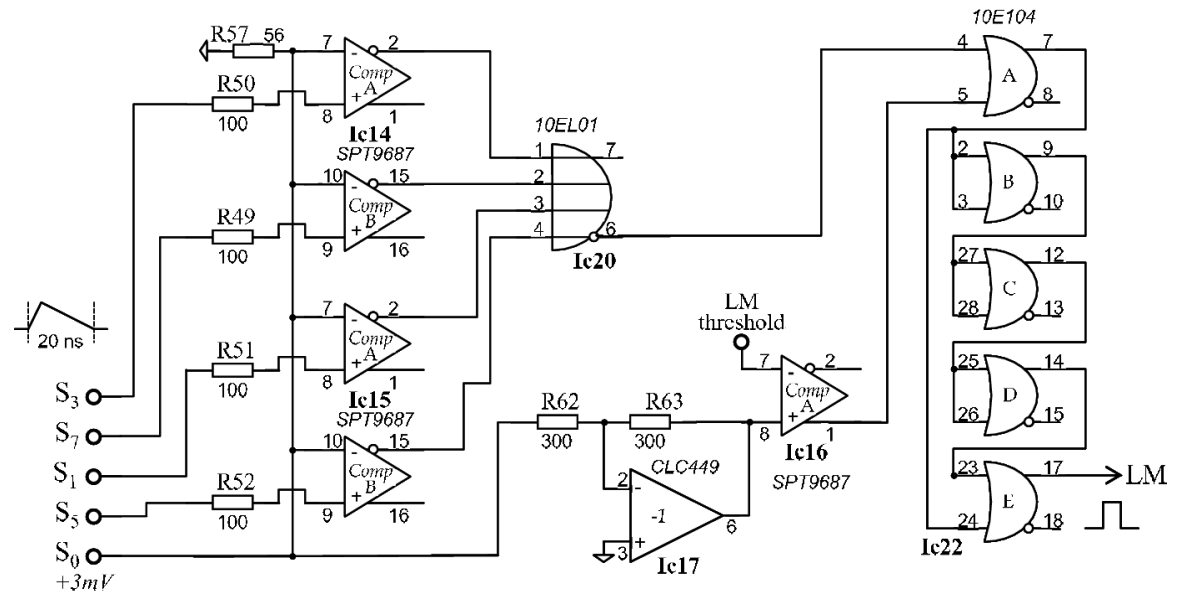 R57 56
7 - 2
Comp
A
+
8 1
Ic14
SPT9687
R50
100
10 - 15
Comp
B
+
9 16
R49
100
7 - 2
Comp
A
+
8 1
Ic15
SPT9687
R51
100
10 - 15
Comp
B
+
9 16
R52
100
20 ns
S3
S7
S1
S5
S0
+3mV
10EL01
1 7
2
3
4 6
Ic20
LM
threshold
7 - 2
Comp
A
+
8 1
Ic16
SPT9687
R62
300
R63
300
CLC449
2 -
-1
6
3 +
Ic17
10E104
4 7
A
5 8
2 9
B
3 10
27 12
C
28 13
25 14
D
26 15
23 17
E
24 18
Ic22
LM